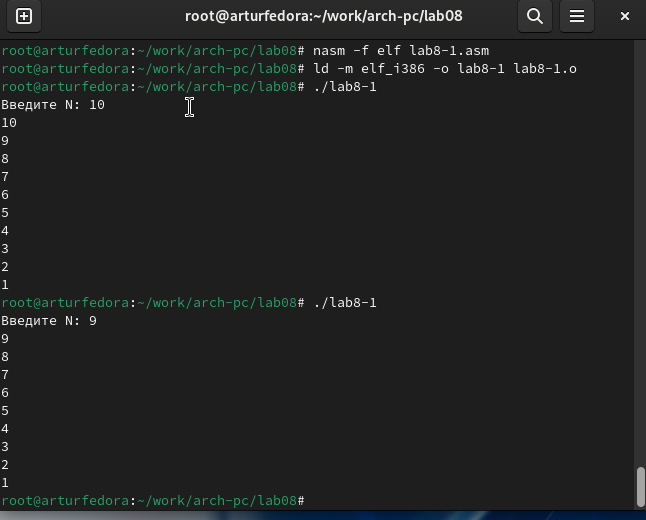 root@arturfedora:~/work/arch-pc/lab08
root@arturfedora:~/work/arch-pc/lab08# nasm -f elf lab8-1.asm
root@arturfedora:~/work/arch-pc/lab08# ld -m elf_i386 -o lab8-1 lab8-1.o
root@arturfedora:~/work/arch-pc/lab08# ./lab8-1
Введите N: 10
10
9
8
7
6
5
4
3
2
1
root@arturfedora:~/work/arch-pc/lab08# ./lab8-1
Введите N: 9
9
8
7
6
5
4
3
2
1
root@arturfedora:~/work/arch-pc/lab08#